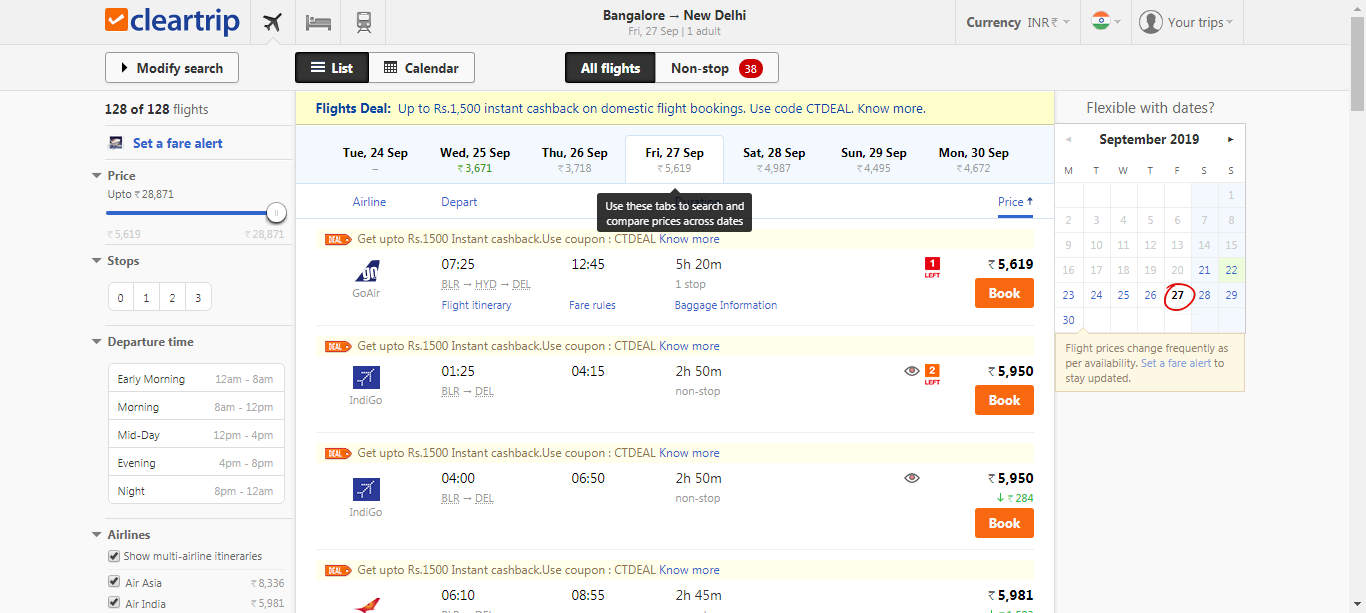 cleartrip
Bangalore → New Delhi
Fri, 27 Sep | 1 adult
Currency INR ₹
Your trips
Modify search
List
Calendar
All flights
Non-stop 38
128 of 128 flights
Set a fare alert
Price
Upto ₹ 28,871
₹ 5,619 ₹ 28,871
Stops
0 1 2 3
Departure time
Early Morning 12am - 8am
Morning 8am - 12pm
Mid-Day 12pm - 4pm
Evening 4pm - 8pm
Night 8pm - 12am
Airlines
Show multi-airline itineraries
Air Asia ₹ 8,336
Air India ₹ 5,981
Flights Deal: Up to Rs.1,500 instant cashback on domestic flight bookings. Use code CTDEAL. Know more.
Tue, 24 Sep Wed, 25 Sep Thu, 26 Sep Fri, 27 Sep Sat, 28 Sep Sun, 29 Sep Mon, 30 Sep
– ₹ 3,671 ₹ 3,718 ₹ 5,619 ₹ 4,987 ₹ 4,495 ₹ 4,672
Use these tabs to search and
compare prices across dates
Airline Depart Price ↑
DEAL Get upto Rs.1500 Instant cashback.Use coupon : CTDEAL Know more
go
07:25 12:45 5h 20m 1 ₹ 5,619
GoAir BLR → HYD → DEL 1 stop LEFT
Book
Flight itinerary Fare rules Baggage Information
DEAL Get upto Rs.1500 Instant cashback.Use coupon : CTDEAL Know more
01:25 04:15 2h 50m 2 ₹ 5,950
IndiGo BLR → DEL non-stop LEFT
Book
DEAL Get upto Rs.1500 Instant cashback.Use coupon : CTDEAL Know more
04:00 06:50 2h 50m ₹ 5,950
IndiGo BLR → DEL non-stop ↓ ₹ 284
Book
DEAL Get upto Rs.1500 Instant cashback.Use coupon : CTDEAL Know more
06:10 08:55 2h 45m ₹ 5,981
Flexible with dates?
September 2019
M T W T F S S
1
2 3 4 5 6 7 8
9 10 11 12 13 14 15
16 17 18 19 20 21 22
23 24 25 26 27 28 29
30
Flight prices change frequently as
per availability. Set a fare alert to
stay updated.